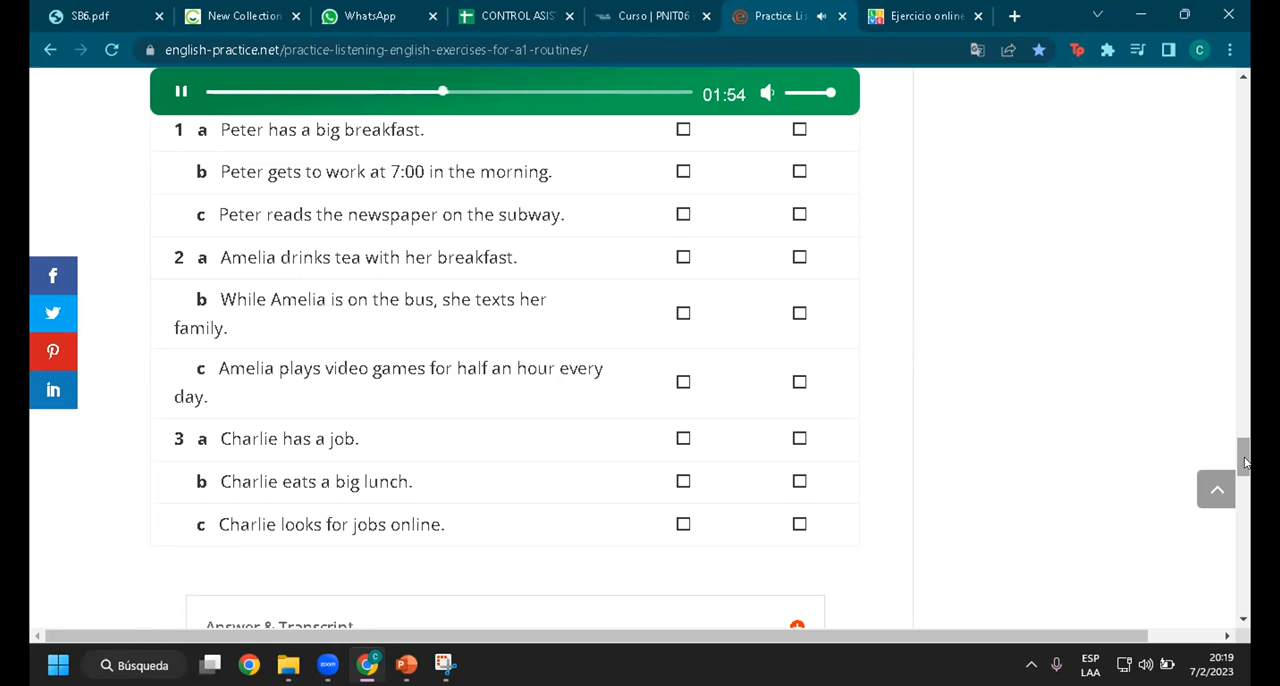 SB6.pdf
New Collection
WhatsApp
CONTROL ASIS
Curso | PNIT06
Practice Lis
Ejercicio online
english-practice.net/practice-listening-english-exercises-for-a1-routines/
01:54
1 a Peter has a big breakfast.
b Peter gets to work at 7:00 in the morning.
c Peter reads the newspaper on the subway.
2 a Amelia drinks tea with her breakfast.
b While Amelia is on the bus, she texts her
family.
c Amelia plays video games for half an hour every
day.
3 a Charlie has a job.
b Charlie eats a big lunch.
c Charlie looks for jobs online.
Answer & Transcript
Búsqueda
zoom
ESP
LAA
20:19
7/2/2023